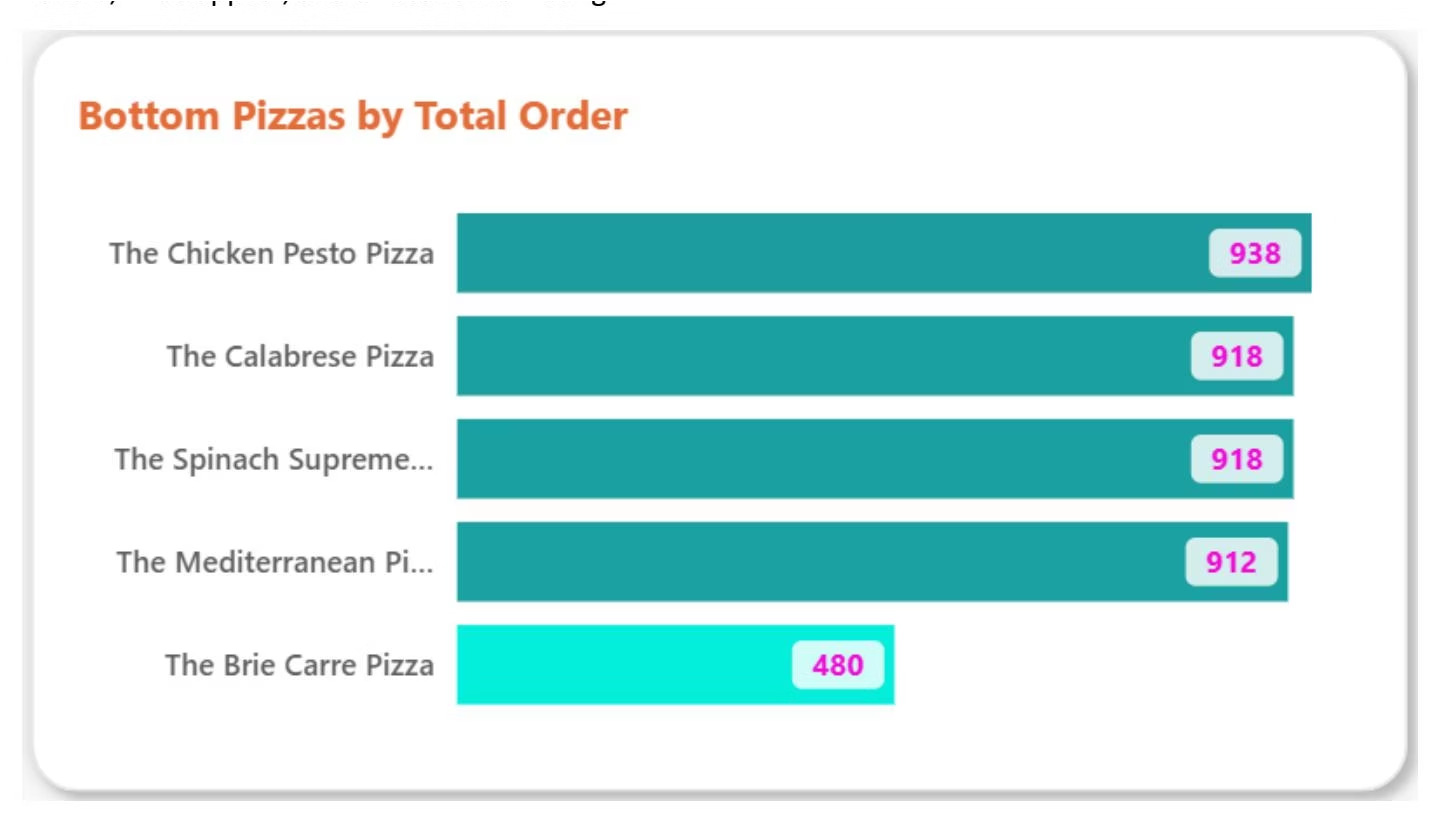 Bottom Pizzas by Total Order
The Chicken Pesto Pizza 938
The Calabrese Pizza 918
The Spinach Supreme... 918
The Mediterranean Pi... 912
The Brie Carre Pizza 480